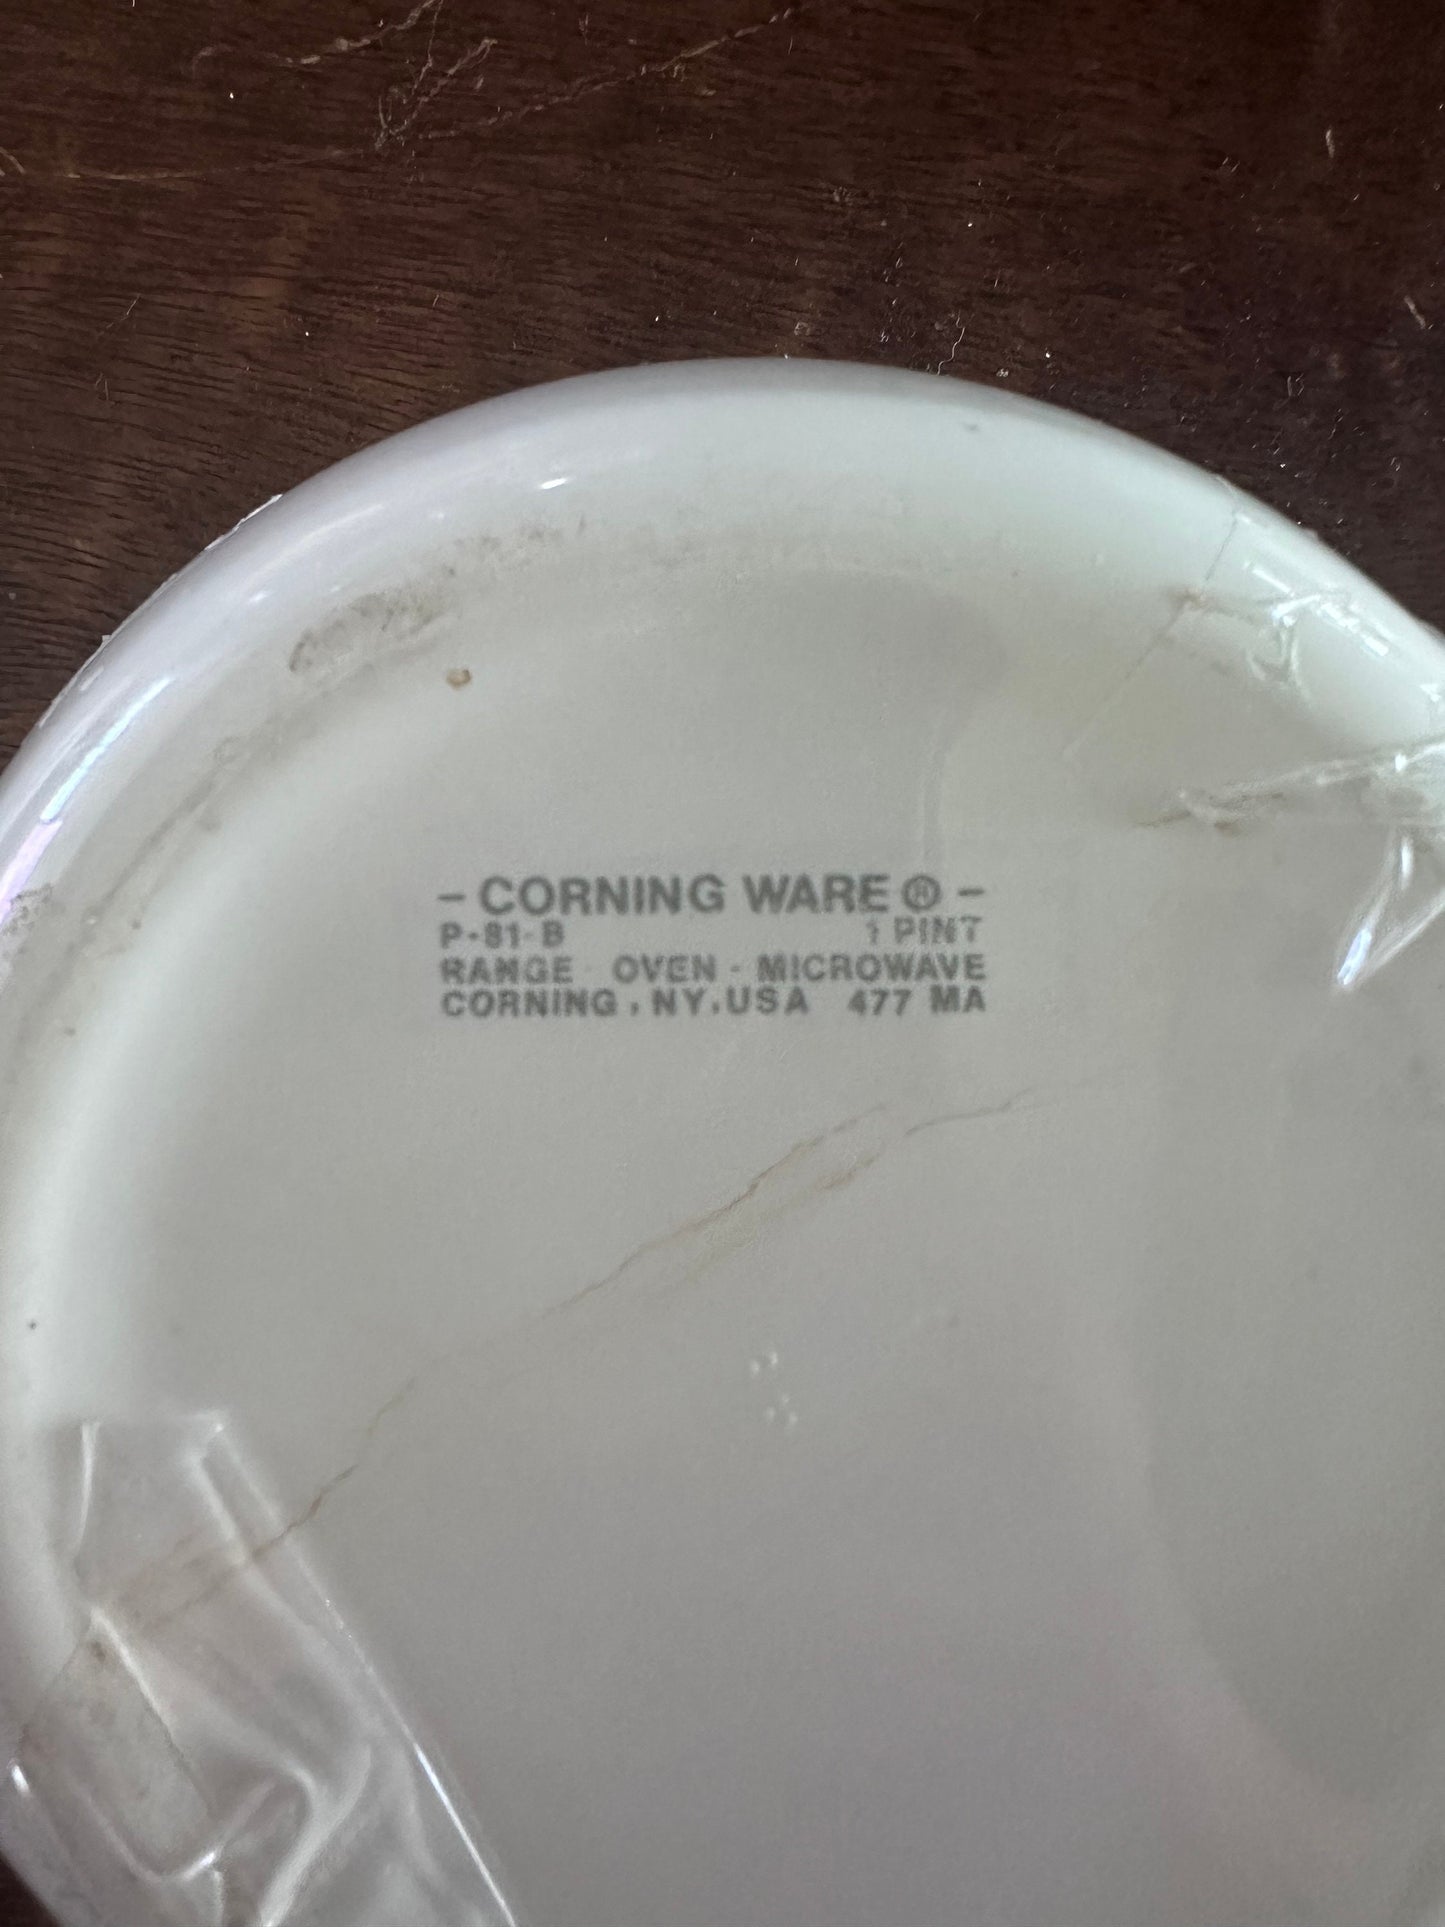 - CORNING WARE ® -
P-81-B 1 PINT
RANGE OVEN - MICROWAVE
CORNING, NY, USA 477 MA